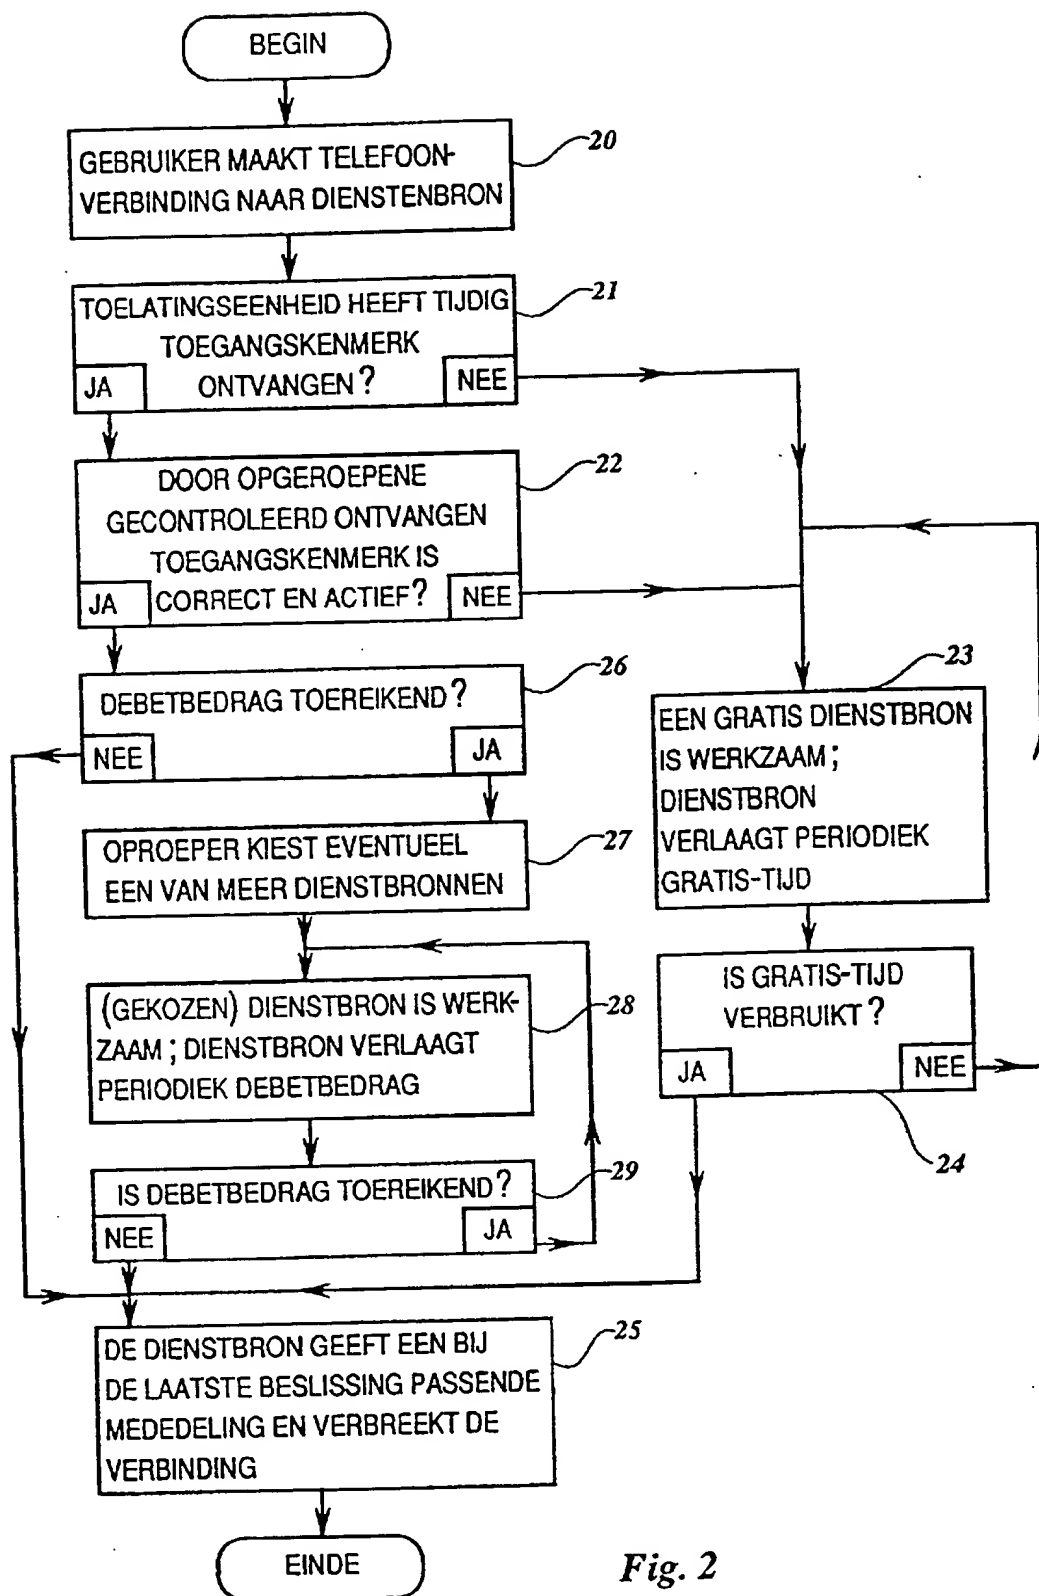 BEGIN
GEBRUIKER MAAKT TELEFOON-
VERBINDING NAAR DIENSTENBRON
20
TOELATINGSEENHEID HEEFT TIJDIG
TOEGANGSKENMERK
ONTVANGEN?
JA
NEE
21
DOOR OPGEROEPENE
GECONTROLEERD ONTVANGEN
TOEGANGSKENMERK IS
CORRECT EN ACTIEF?
JA
NEE
22
DEBETBEDRAG TOEREIKEND?
NEE
JA
26
EEN GRATIS DIENSTBRON
IS WERKZAAM;
DIENSTBRON
VERLAAGT PERIODIEK
GRATIS-TIJD
23
OPROEPER KIEST EVENTUEEL
EEN VAN MEER DIENSTBRONNEN
27
IS GRATIS-TIJD
VERBRUIKT?
JA
NEE
24
(GEKOZEN) DIENSTBRON IS WERK-
ZAAM; DIENSTBRON VERLAAGT
PERIODIEK DEBETBEDRAG
28
IS DEBETBEDRAG TOEREIKEND?
NEE
JA
29
DE DIENSTBRON GEEFT EEN BIJ
DE LAATSTE BESLISSING PASSENDE
MEDEDELING EN VERBREEKT DE
VERBINDING
25
EINDE
Fig. 2